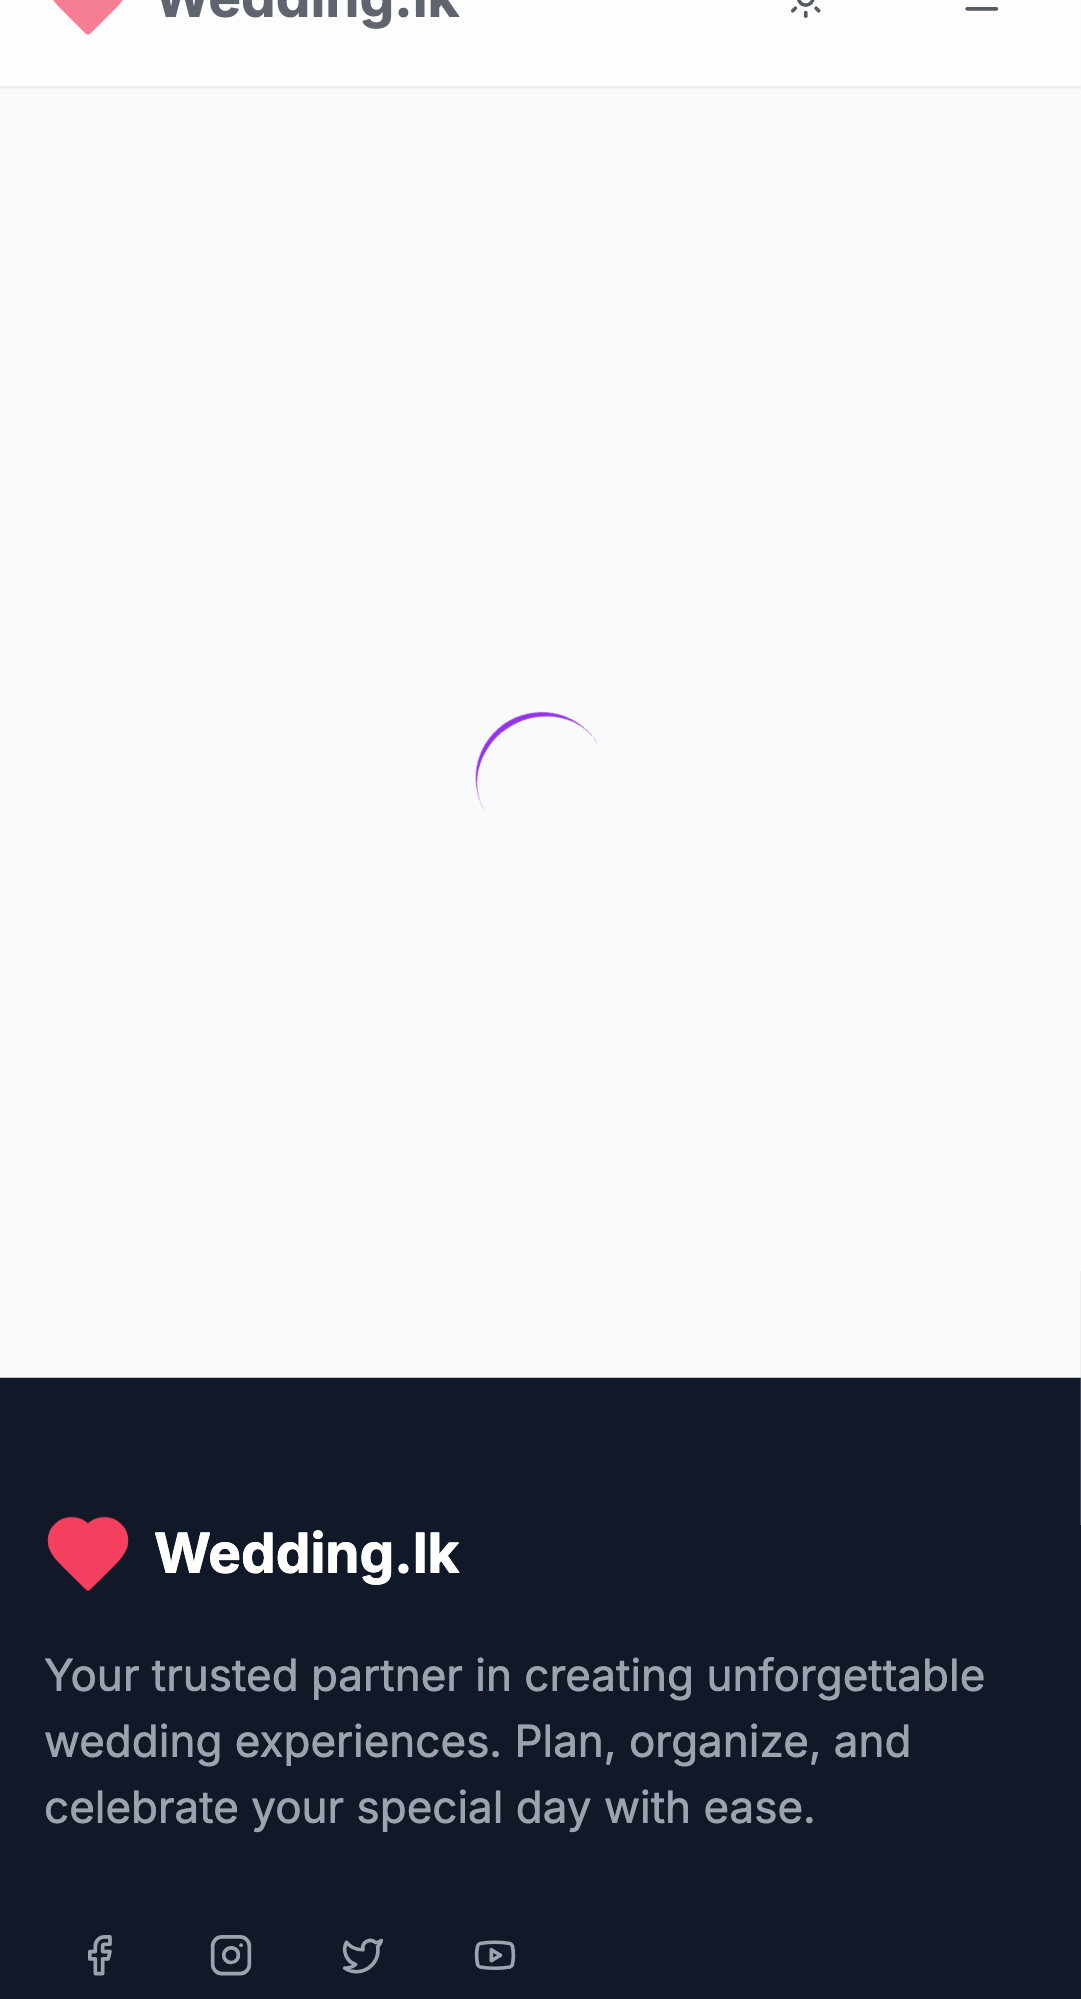 Wedding.lk
Wedding.lk
Your trusted partner in creating unforgettable
wedding experiences. Plan, organize, and
celebrate your special day with ease.